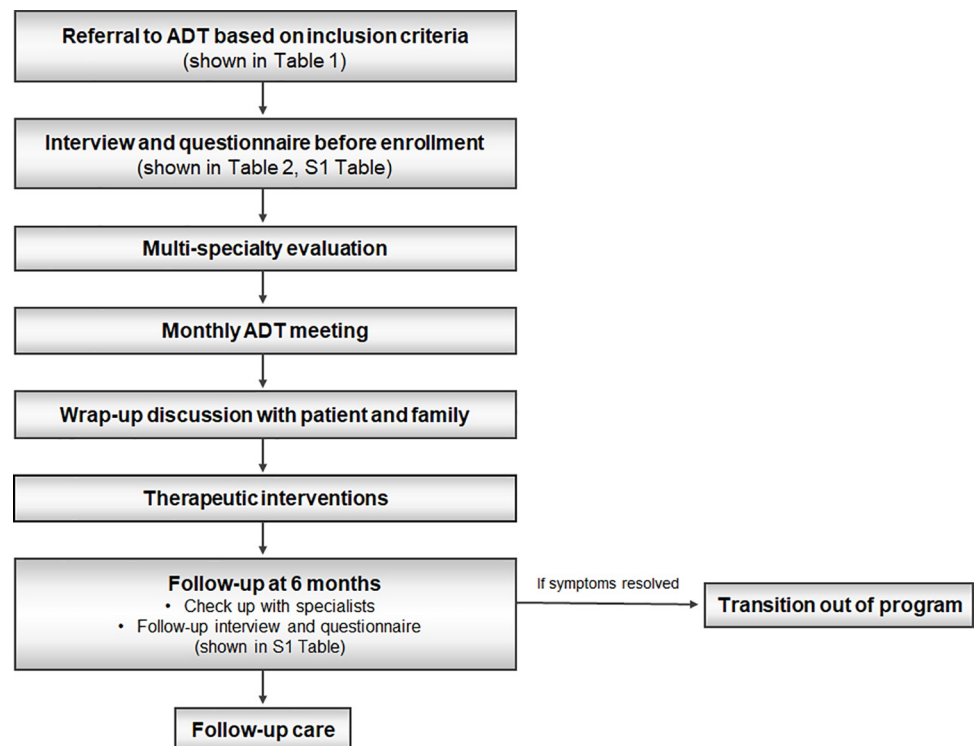 Referral to ADT based on inclusion criteria
(shown in Table 1)
Interview and questionnaire before enrollment
(shown in Table 2, S1 Table)
Multi-specialty evaluation
Monthly ADT meeting
Wrap-up discussion with patient and family
Therapeutic interventions
Follow-up at 6 months
• Check up with specialists
• Follow-up interview and questionnaire
(shown in S1 Table)
If symptoms resolved
Transition out of program
Follow-up care